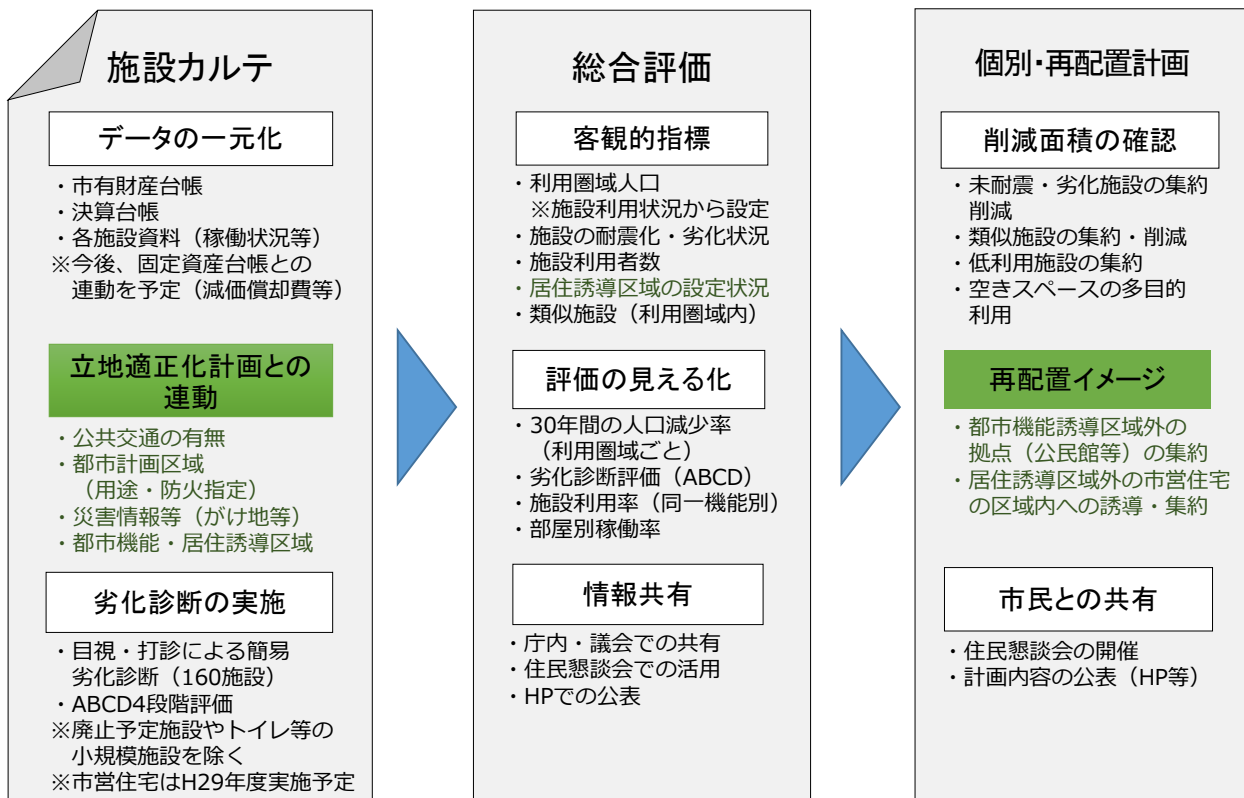 施設カルテ
データの一元化
・市有財産台帳
・決算台帳
・各施設資料（稼働状況等）
※今後、固定資産台帳との
連動を予定（減価償却費等）
立地適正化計画との
連動
・公共交通の有無
・都市計画区域
（用途・防火指定）
・災害情報等（がけ地等）
・都市機能・居住誘導区域
劣化診断の実施
・目視・打診による簡易
劣化診断（160施設）
・ABCD4段階評価
※廃止予定施設やトイレ等の
小規模施設を除く
※市営住宅はH29年度実施予定
総合評価
客観的指標
・利用圏域人口
※施設利用状況から設定
・施設の耐震化・劣化状況
・施設利用者数
・居住誘導区域の設定状況
・類似施設（利用圏域内）
評価の見える化
・30年間の人口減少率
（利用圏域ごと）
・劣化診断評価（ABCD）
・施設利用率（同一機能別）
・部屋別稼働率
情報共有
・庁内・議会での共有
・住民懇談会での活用
・HPでの公表
個別・再配置計画
削減面積の確認
・未耐震・劣化施設の集約
削減
・類似施設の集約・削減
・低利用施設の集約
・空きスペースの多目的
利用
再配置イメージ
・都市機能誘導区域外の
拠点（公民館等）の集約
・居住誘導区域外の市営住宅
の区域内への誘導・集約
市民との共有
・住民懇談会の開催
・計画内容の公表（HP等）